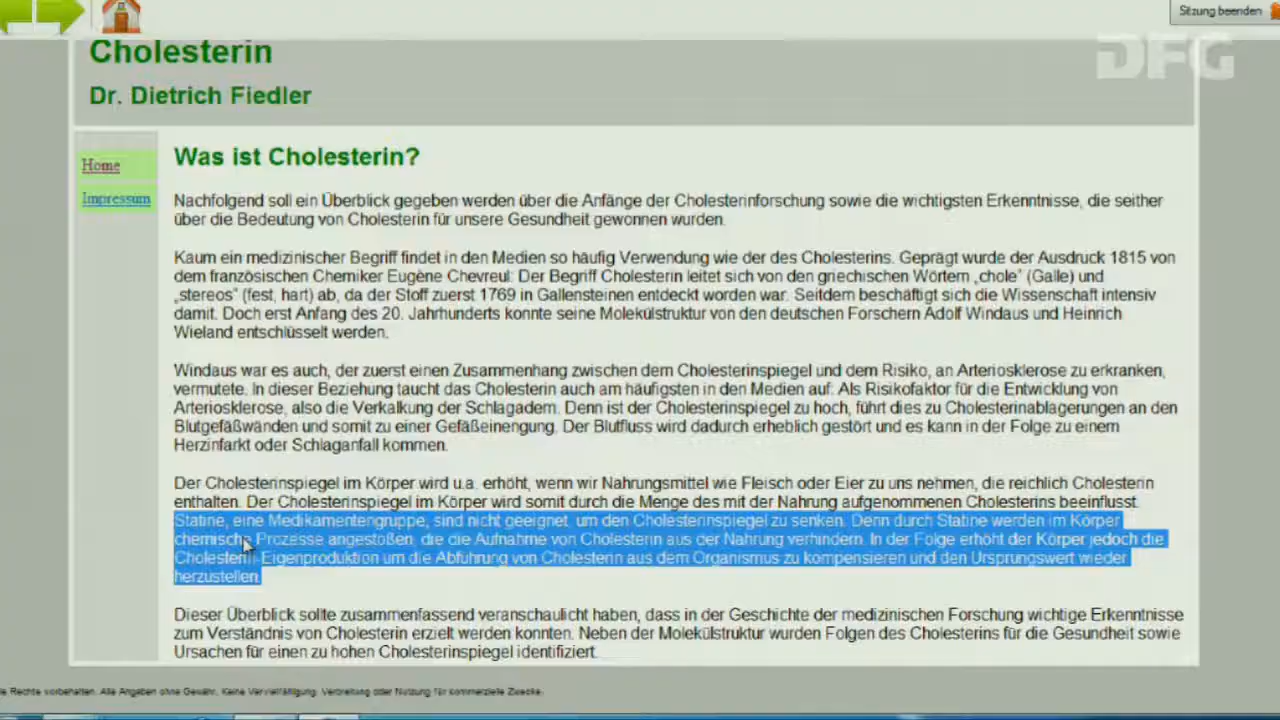 Sitzung beenden
DFG
Cholesterin
Dr. Dietrich Fiedler
Home
Impressum
Was ist Cholesterin?
Nachfolgend soll ein Überblick gegeben werden über die Anfänge der Cholesterinforschung sowie die wichtigsten Erkenntnisse, die seither
über die Bedeutung von Cholesterin für unsere Gesundheit gewonnen wurden.
Kaum ein medizinischer Begriff findet in den Medien so häufig Verwendung wie der des Cholesterins. Geprägt wurde der Ausdruck 1815 von
dem französischen Chemiker Eugène Chevreul. Der Begriff Cholesterin leitet sich von den griechischen Wörtern „chole“ (Galle) und
„stereos“ (fest, hart) ab, da der Stoff zuerst 1769 in Gallensteinen entdeckt worden war. Seitdem beschäftigt sich die Wissenschaft intensiv
damit. Doch erst Anfang des 20. Jahrhunderts konnte seine Molekülstruktur von den deutschen Forschern Adolf Windaus und Heinrich
Wieland entschlüsselt werden.
Windaus war es auch, der zuerst einen Zusammenhang zwischen dem Cholesterinspiegel und dem Risiko, an Arteriosklerose zu erkranken,
vermutete. In dieser Beziehung taucht das Cholesterin auch am häufigsten in den Medien auf: Als Risikofaktor für die Entwicklung von
Arteriosklerose, also die Verkalkung der Schlagadern. Denn ist der Cholesterinspiegel zu hoch, führt dies zu Cholesterinablagerungen an den
Blutgefäßwänden und somit zu einer Gefäßeinengung. Der Blutfluss wird dadurch erheblich gestört und es kann in der Folge zu einem
Herzinfarkt oder Schlaganfall kommen.
Der Cholesterinspiegel im Körper wird u.a. erhöht, wenn wir Nahrungsmittel wie Fleisch oder Eier zu uns nehmen, die reichlich Cholesterin
enthalten. Der Cholesterinspiegel im Körper wird somit durch die Menge des mit der Nahrung aufgenommenen Cholesterins beeinflusst.
Statine, eine Medikamentengruppe, sind nicht geeignet, um den Cholesterinspiegel zu senken. Denn durch Statine werden im Körper
chemische Prozesse angestoßen, die die Aufnahme von Cholesterin aus der Nahrung verhindern. In der Folge erhöht der Körper jedoch die
Cholesterin-Eigenproduktion um die Abführung von Cholesterin aus dem Organismus zu kompensieren und den Ursprungswert wieder
herzustellen.
Dieser Überblick sollte zusammenfassend veranschaulicht haben, dass in der Geschichte der medizinischen Forschung wichtige Erkenntnisse
zum Verständnis von Cholesterin erzielt werden konnten. Neben der Molekülstruktur wurden Folgen des Cholesterins für die Gesundheit sowie
Ursachen für einen zu hohen Cholesterinspiegel identifiziert.
le Rechte vorbehalten. Alle Angaben ohne Gewähr. Keine Vervielfältigung, Verbreitung oder Nutzung für kommerzielle Zwecke.